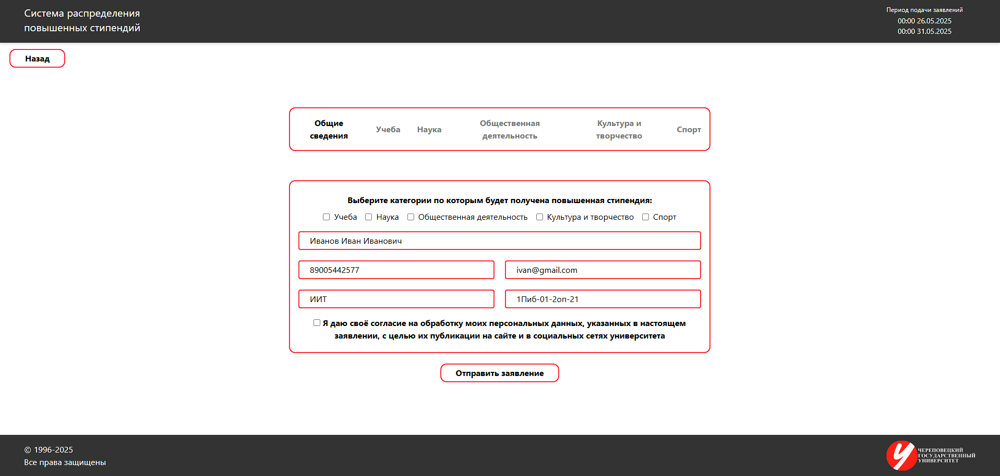 Система распределения
повышенных стипендий
Период подачи заявлений
00:00 26.05.2025
00:00 31.05.2025
Назад
Общие
сведения
Учеба
Наука
Общественная
деятельность
Культура и
творчество
Спорт
Выберите категории по которым будет получена повышенная стипендия:
Учеба Наука Общественная деятельность Культура и творчество Спорт
Иванов Иван Иванович
89005442577
ivan@gmail.com
ИИТ
1Пиб-01-2оп-21
Я даю своё согласие на обработку моих персональных данных, указанных в настоящем
заявлении, с целью их публикации на сайте и в социальных сетях университета
Отправить заявление
© 1996-2025
Все права защищены
ЧЕРЕПОВЕЦКИЙ
ГОСУДАРСТВЕННЫЙ
УНИВЕРСИТЕТ